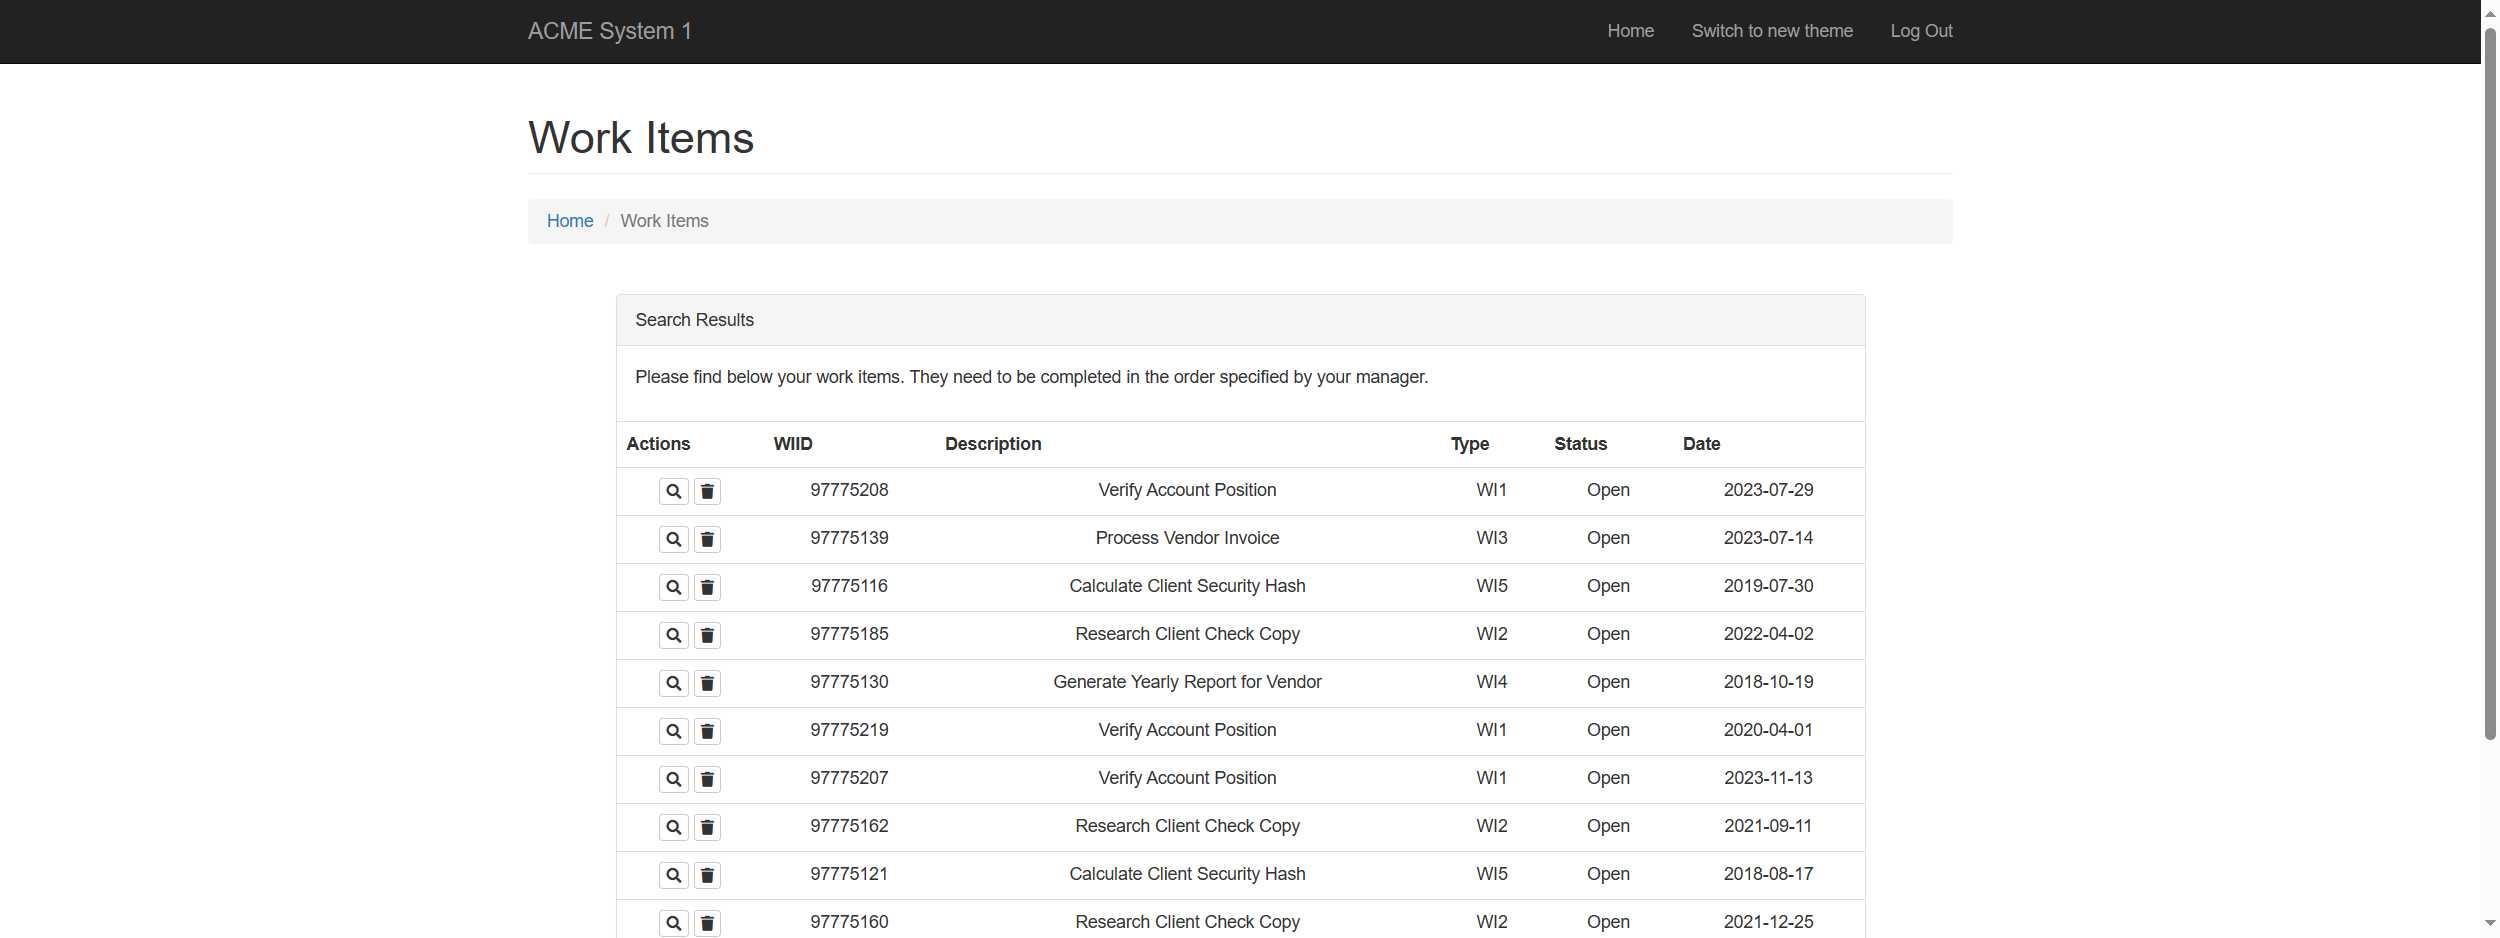 ACME System 1 Home Switch to new theme Log Out
Work Items
Home / Work Items
Search Results
Please find below your work items. They need to be completed in the order specified by your manager.
Actions WIID Description Type Status Date
97775208 Verify Account Position WI1 Open 2023-07-29
97775139 Process Vendor Invoice WI3 Open 2023-07-14
97775116 Calculate Client Security Hash WI5 Open 2019-07-30
97775185 Research Client Check Copy WI2 Open 2022-04-02
97775130 Generate Yearly Report for Vendor WI4 Open 2018-10-19
97775219 Verify Account Position WI1 Open 2020-04-01
97775207 Verify Account Position WI1 Open 2023-11-13
97775162 Research Client Check Copy WI2 Open 2021-09-11
97775121 Calculate Client Security Hash WI5 Open 2018-08-17
97775160 Research Client Check Copy WI2 Open 2021-12-25